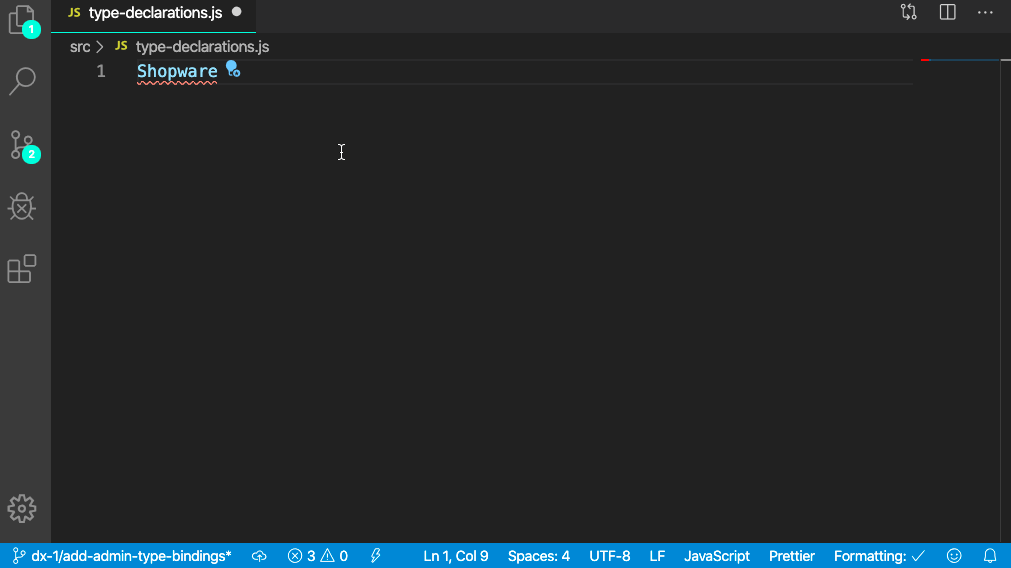 JS type-declarations.js
1
src > JS type-declarations.js
1 Shopware
2
dx-1/add-admin-type-bindings* 3 0 Ln 1, Col 9 Spaces: 4 UTF-8 LF JavaScript Prettier Formatting: ✓